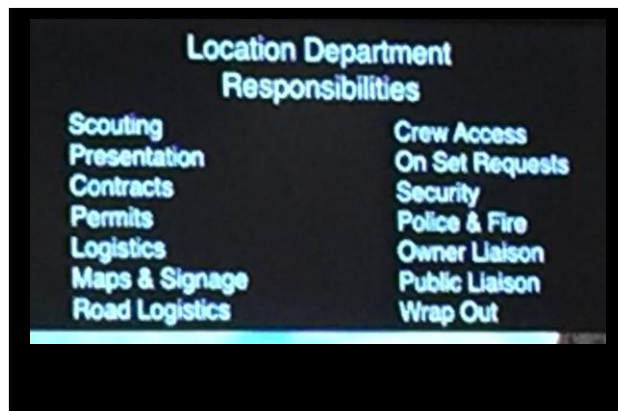 Location Department
Responsibilities
Scouting
Presentation
Contracts
Permits
Logistics
Maps & Signage
Road Logistics
Crew Access
On Set Requests
Security
Police & Fire
Owner Liaison
Public Liaison
Wrap Out